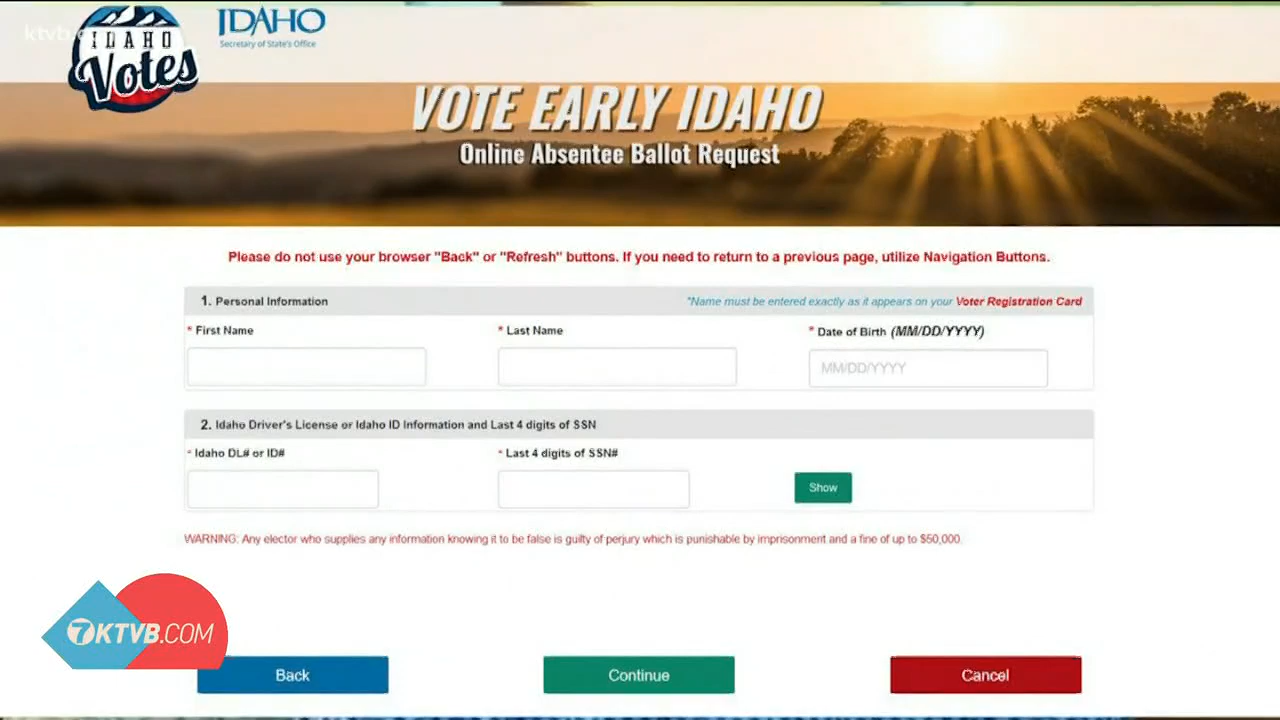 ktvb.
IDAHO
Votes
IDAHO
Secretary of State's Office
VOTE EARLY IDAHO
Online Absentee Ballot Request
Please do not use your browser "Back" or "Refresh" buttons. If you need to return to a previous page, utilize Navigation Buttons.
1. Personal Information
*Name must be entered exactly as it appears on your Voter Registration Card
* First Name
* Last Name
* Date of Birth (MM/DD/YYYY)
MM/DD/YYYY
2. Idaho Driver's License or Idaho ID Information and Last 4 digits of SSN
* Idaho DL# or ID#
* Last 4 digits of SSN#
Show
WARNING: Any elector who supplies any information knowing it to be false is guilty of perjury which is punishable by imprisonment and a fine of up to $50,000.
7KTVB.COM
Back
Continue
Cancel